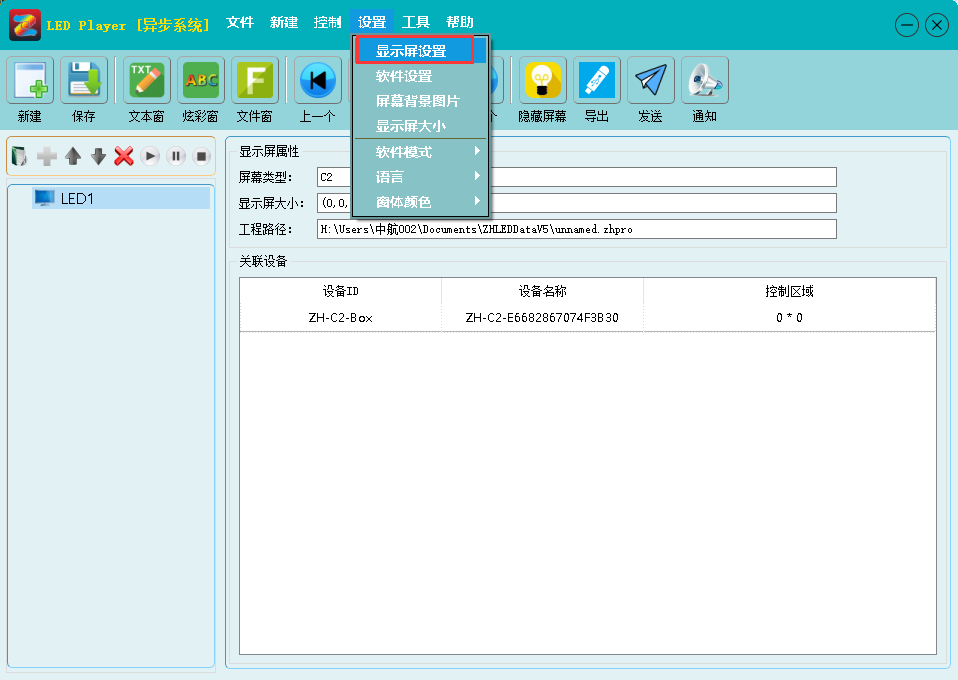 LED Player [异步系统] 文件 新建 控制 设置 工具 帮助
显示屏设置
软件设置
屏幕背景图片
显示屏大小
软件模式
语言
窗体颜色
TXT ABC F
新建 保存 文本窗 炫彩窗 文件窗 上一个 个 隐藏屏幕 导出 发送 通知
LED1
显示屏属性
屏幕类型: C2
显示屏大小: (0,0,
工程路径: H:\Users\中航002\Documents\ZHLEDDataV5\unnamed.zhpro
关联设备
设备ID 设备名称 控制区域
ZH-C2-Box ZH-C2-E6682867074F3B30 0 * 0